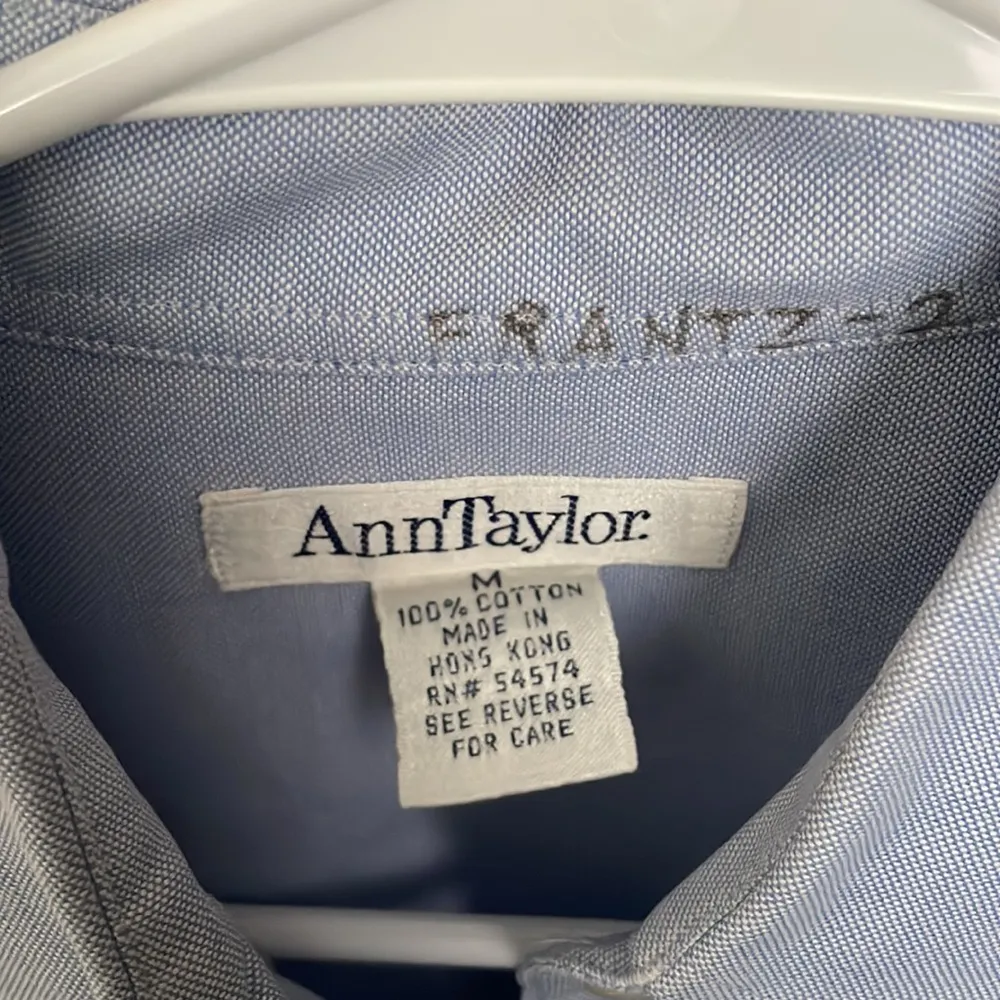 FRANTZ-2
AnnTaylor.
M
100% COTTON
MADE IN
HONG KONG
RN# 54574
SEE REVERSE
FOR CARE